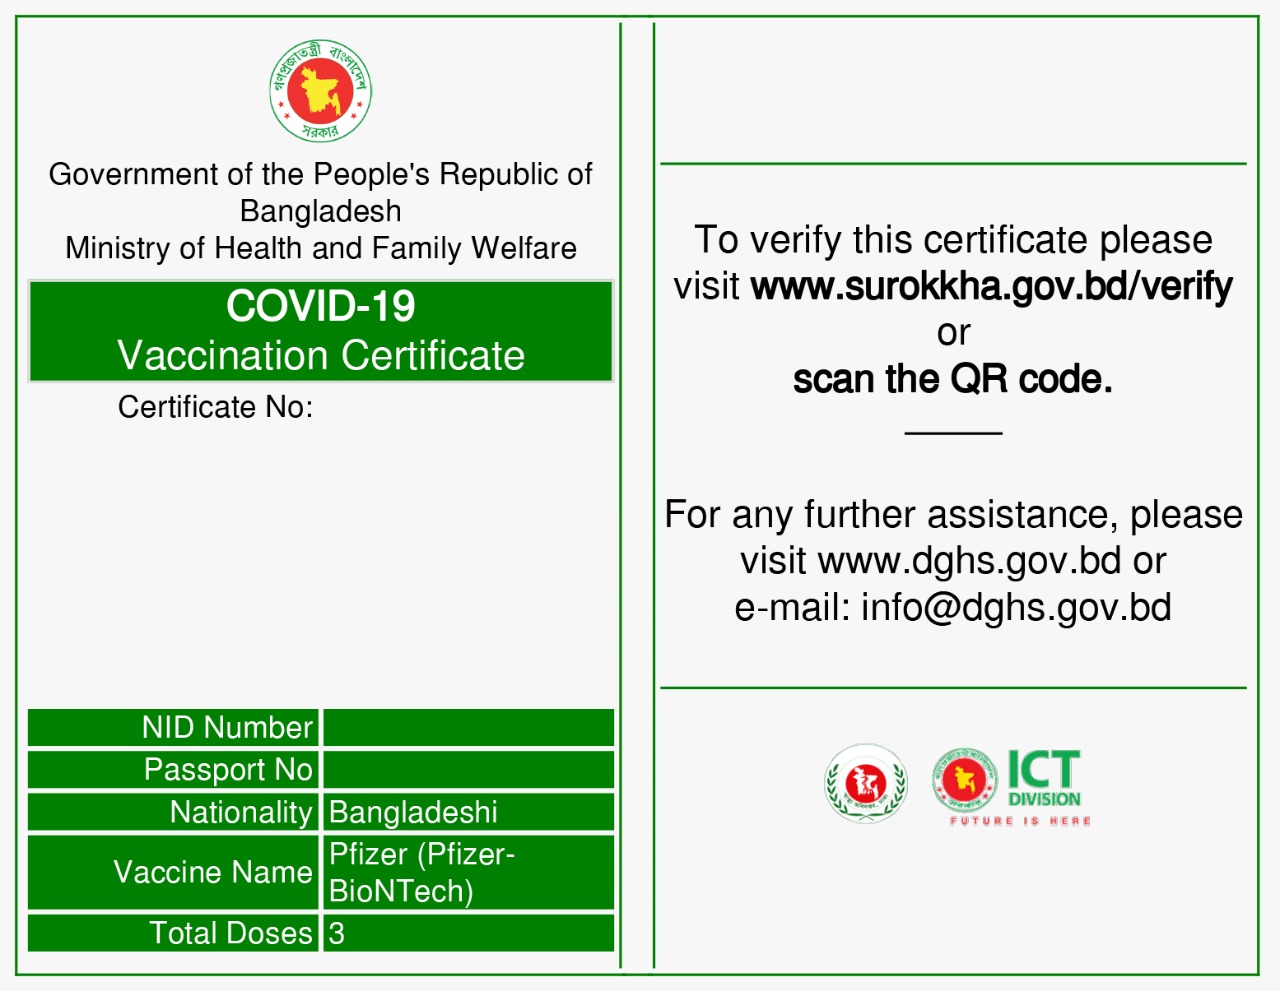 গণপ্রজাতন্ত্রী বাংলাদেশ
সরকার
Government of the People's Republic of
Bangladesh
Ministry of Health and Family Welfare
COVID-19
Vaccination Certificate
Certificate No:
NID Number
Passport No
Nationality Bangladeshi
Vaccine Name Pfizer (Pfizer-
BioNTech)
Total Doses 3
To verify this certificate please
visit www.surokkha.gov.bd/verify
or
scan the QR code.
For any further assistance, please
visit www.dghs.gov.bd or
e-mail: info@dghs.gov.bd
ICT
DIVISION
FUTURE IS HERE